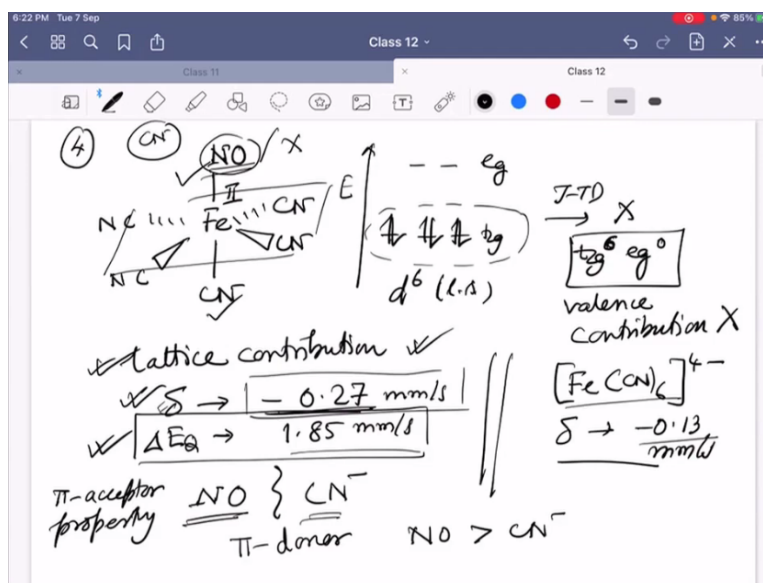 6:22 PM Tue 7 Sep
85%
Class 12
Class 11
Class 12
4
CN⁻
NO
X
II
NC
Fe
CN
CN
NC
CN
E
eg
t2g
d⁶ (l.s)
J-TD
X
t2g⁶ eg⁰
valence
contribution X
Lattice contribution
δ → -0.27 mm/s
ΔEQ → 1.85 mm/s
[Fe(CN)6]⁴⁻
δ → -0.13
mm/s
π-acceptor
property
NO } CN⁻
π-donor
NO > CN⁻